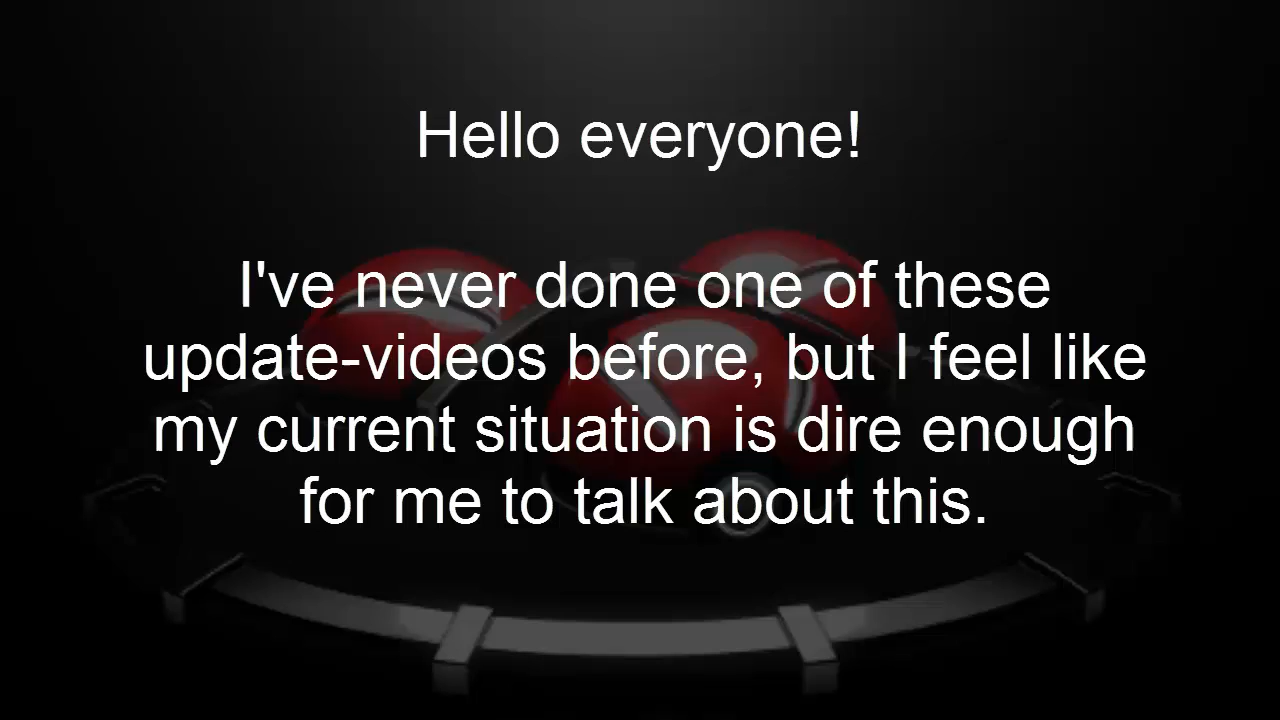 Hello everyone!
I've never done one of these
update-videos before, but I feel like
my current situation is dire enough
for me to talk about this.